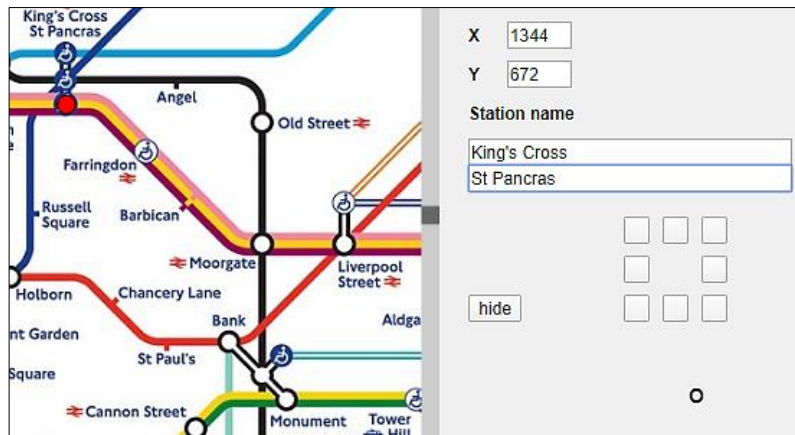 King's Cross
St Pancras
Angel
Old Street
Farringdon
Russell
Square
Barbican
Moorgate
Liverpool
Street
Holborn
Chancery Lane
Bank
Aldga
nt Garden
St Paul's
Square
Cannon Street
Monument
Tower
Hill
X
1344
Y
672
Station name
King's Cross
St Pancras
hide